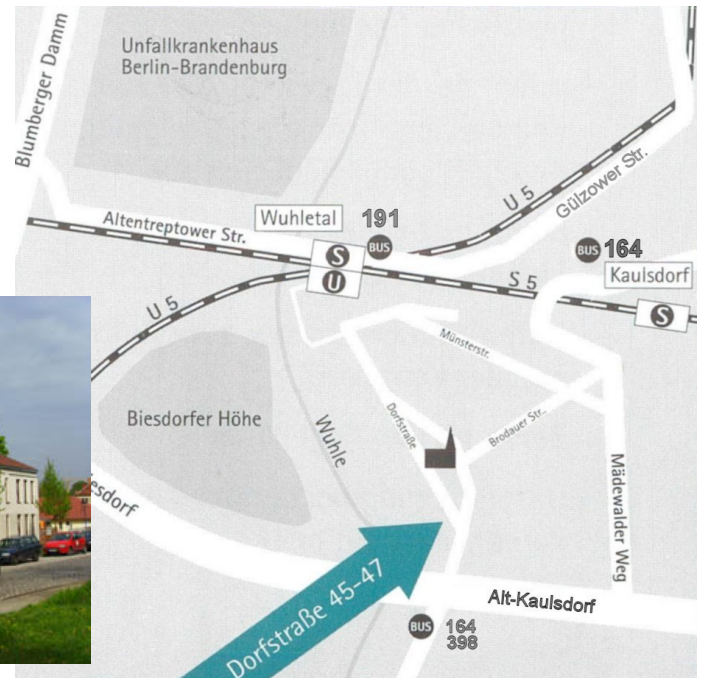 Blumberger Damm
Unfallkrankenhaus
Berlin-Brandenburg
Altentreptower Str.
Wuhletal
191
BUS
S
U
U 5
Gülzower Str.
BUS 164
Kaulsdorf
S 5
S
U 5
Münsterstr.
Biesdorfer Höhe
Wuhle
Dorfstraße
Brodauer Str.
Mädewalder Weg
esdorf
Dorfstraße 45-47
Alt-Kaulsdorf
BUS 164
398